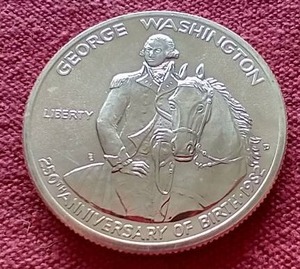 GEORGE WASHINGTON
LIBERTY
250TH ANNIVERSARY OF BIRTH·1982